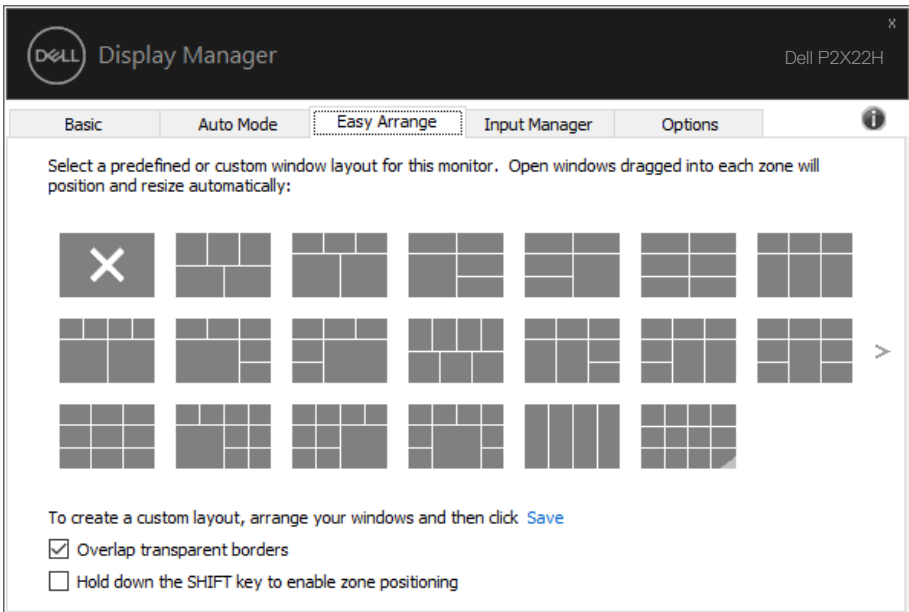 x
DELL Display Manager
Dell P2X22H
Basic Auto Mode Easy Arrange Input Manager Options
Select a predefined or custom window layout for this monitor. Open windows dragged into each zone will
position and resize automatically:
>
To create a custom layout, arrange your windows and then click Save
Overlap transparent borders
Hold down the SHIFT key to enable zone positioning